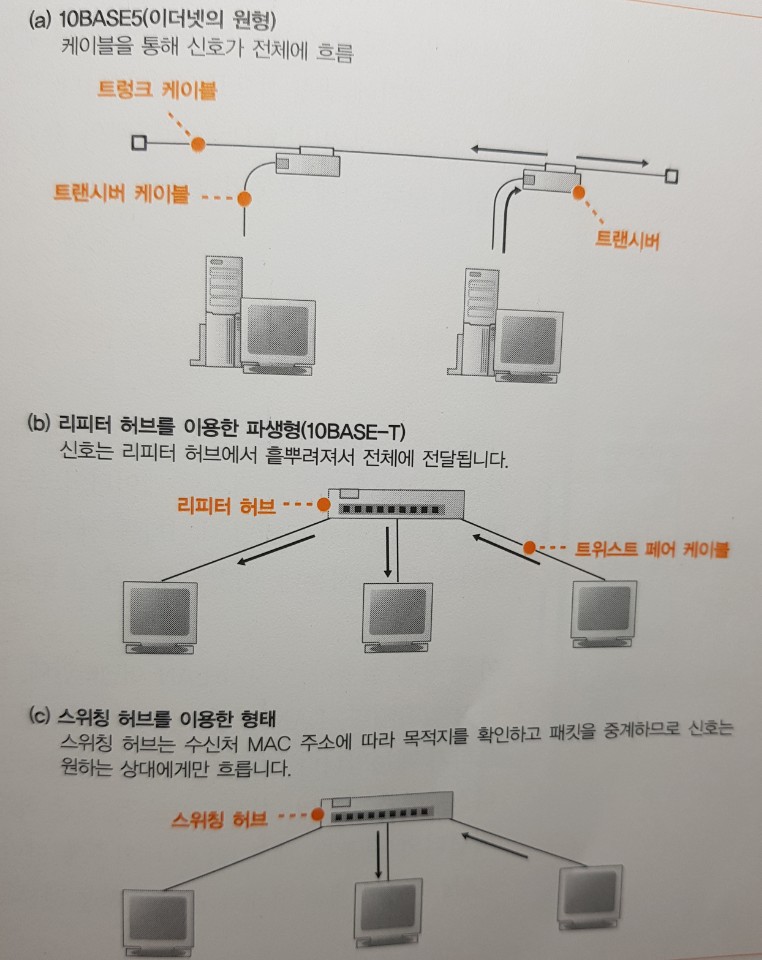 (a) 10BASE5(이더넷의 원형)
케이블을 통해 신호가 전체에 흐름
트렁크 케이블
트랜시버 케이블
트랜시버
(b) 리피터 허브를 이용한 파생형(10BASE-T)
신호는 리피터 허브에서 흩뿌려져서 전체에 전달됩니다.
리피터 허브
트위스트 페어 케이블
(c) 스위칭 허브를 이용한 형태
스위칭 허브는 수신처 MAC 주소에 따라 목적지를 확인하고 패킷을 중계하므로 신호는
원하는 상대에게만 흐릅니다.
스위칭 허브